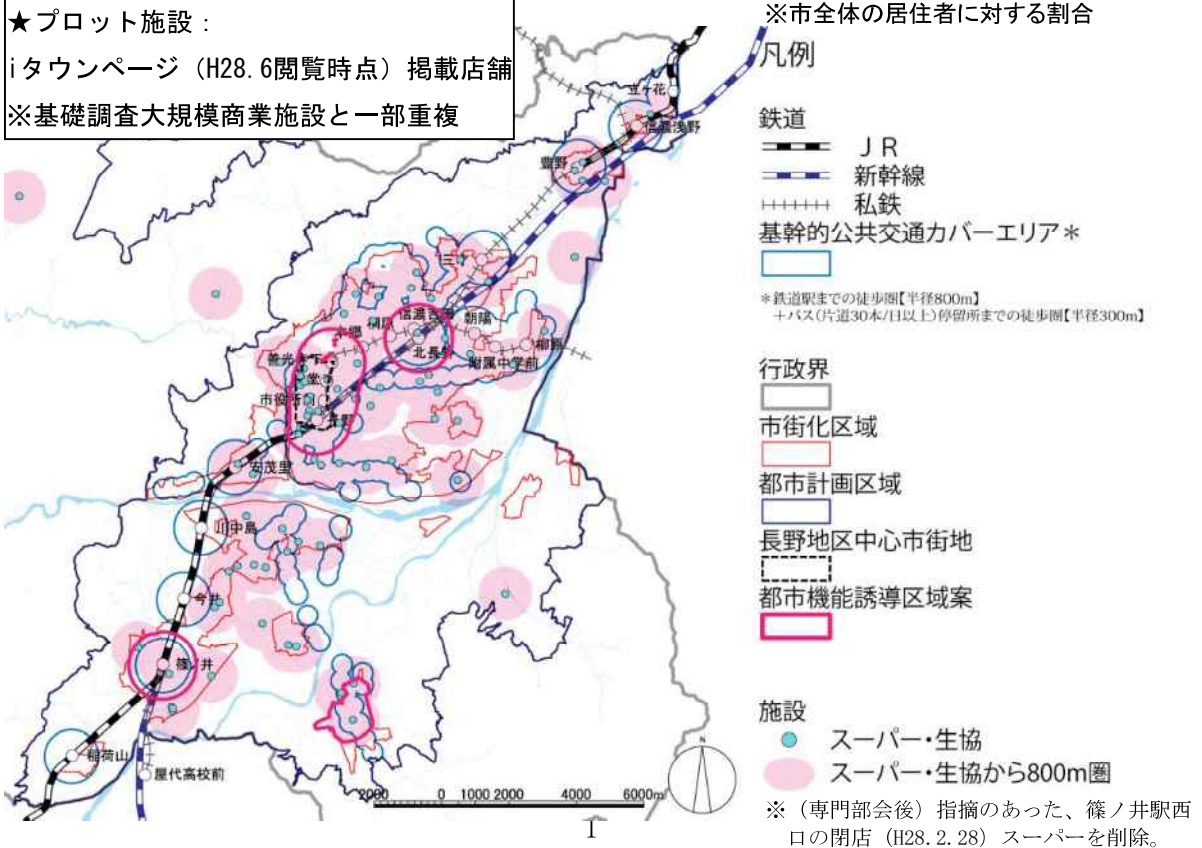 ★プロット施設：
iタウンページ（H28.6閲覧時点）掲載店舗
※基礎調査大規模商業施設と一部重複
※市全体の居住者に対する割合
凡例
鉄道
ＪＲ
新幹線
私鉄
基幹的公共交通カバーエリア＊
＊鉄道駅までの徒歩圏【半径800m】
＋バス（片道30本/日以上）停留所までの徒歩圏【半径300m】
行政界
市街化区域
都市計画区域
長野地区中心市街地
都市機能誘導区域案
施設
スーパー・生協
スーパー・生協から800m圏
※（専門部会後）指摘のあった、篠ノ井駅西
口の閉店（H28.2.28）スーパーを削除。
立ヶ花
信濃浅野
豊野
三才
信濃吉田
朝陽
桐原
本郷
柳原
北長野
附属中学前
善光寺下
市役所前
長野
安茂里
川中島
今井
篠ノ井
稲荷山
屋代高校前
N
2000 0 1000 2000 4000 6000m
1